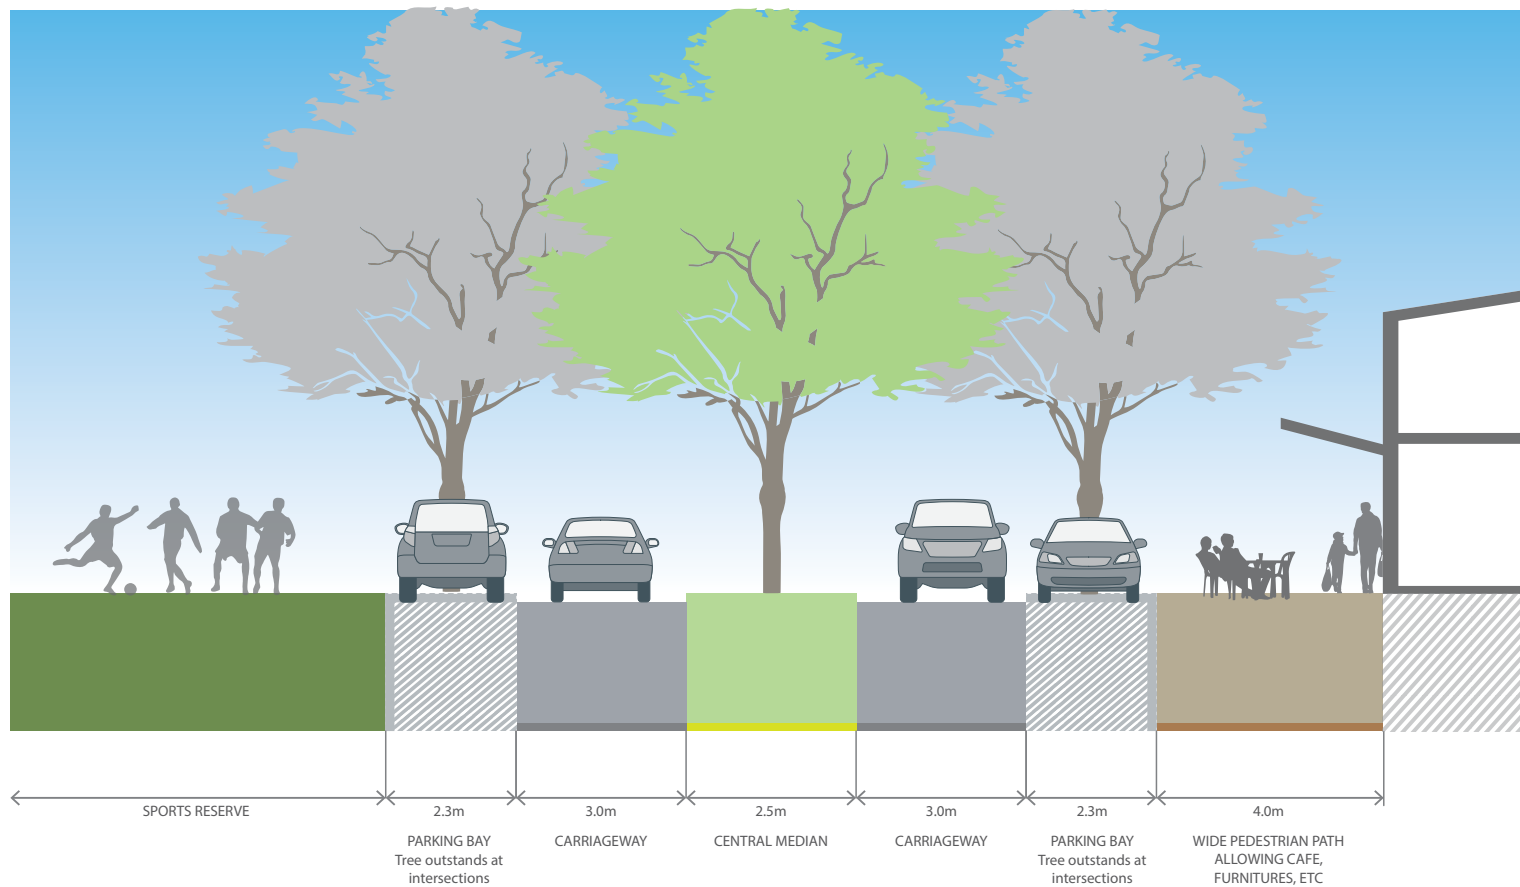 SPORTS RESERVE
2.3m
PARKING BAY
Tree outstands at
intersections
3.0m
CARRIAGEWAY
2.5m
CENTRAL MEDIAN
3.0m
CARRIAGEWAY
2.3m
PARKING BAY
Tree outstands at
intersections
4.0m
WIDE PEDESTRIAN PATH
ALLOWING CAFE,
FURNITURES, ETC